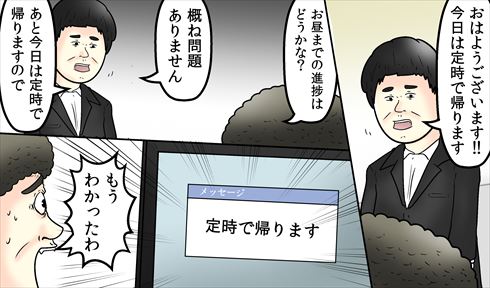 おはようございます!!
今日は定時で帰ります
お昼までの進捗は
どうかな?
概ね問題
ありません
あと今日は定時で
帰りますので
メッセージ
定時で帰ります
もう
わかったわ